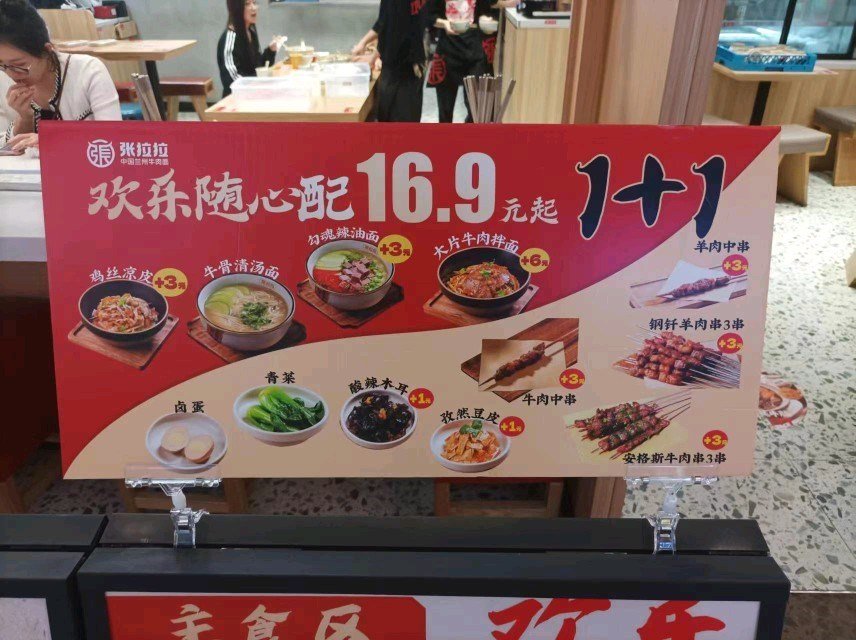 張
张拉拉
中国兰州牛肉面
欢乐随心配16.9元起
1+1
鸡丝凉皮
+3元
牛骨清汤面
勾魂辣油面
+3元
大片牛肉拌面
+6元
羊肉中串
+3元
钢钎羊肉串3串
+3元
牛肉中串
+3元
安格斯牛肉串3串
+3元
卤蛋
青菜
酸辣木耳
+1元
孜然豆皮
+1元
主食区
欢乐